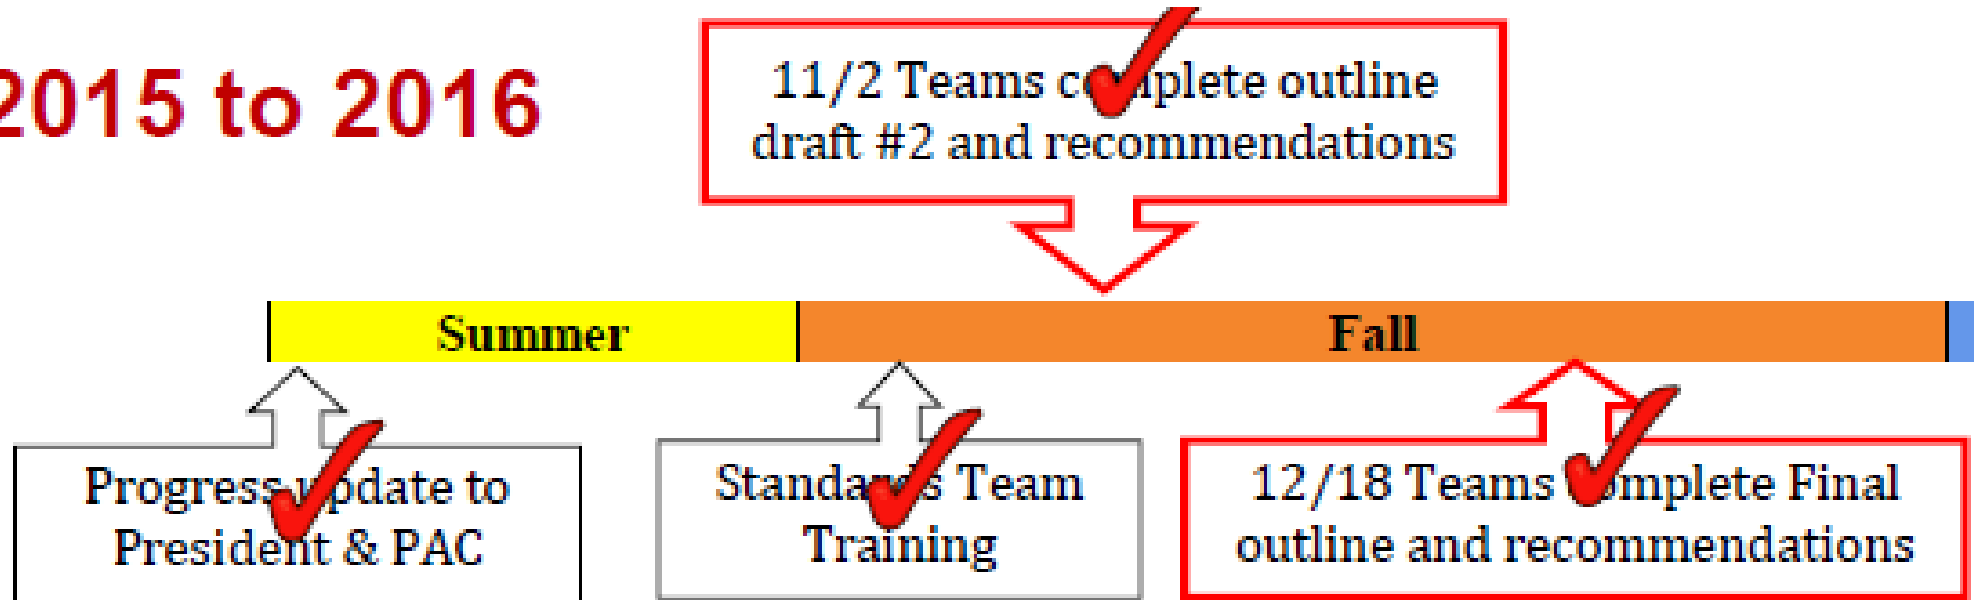 2015 to 2016
11/2 Teams complete outline
draft #2 and recommendations
Summer
Fall
Progress update to
President & PAC
Standards Team
Training
12/18 Teams complete Final
outline and recommendations